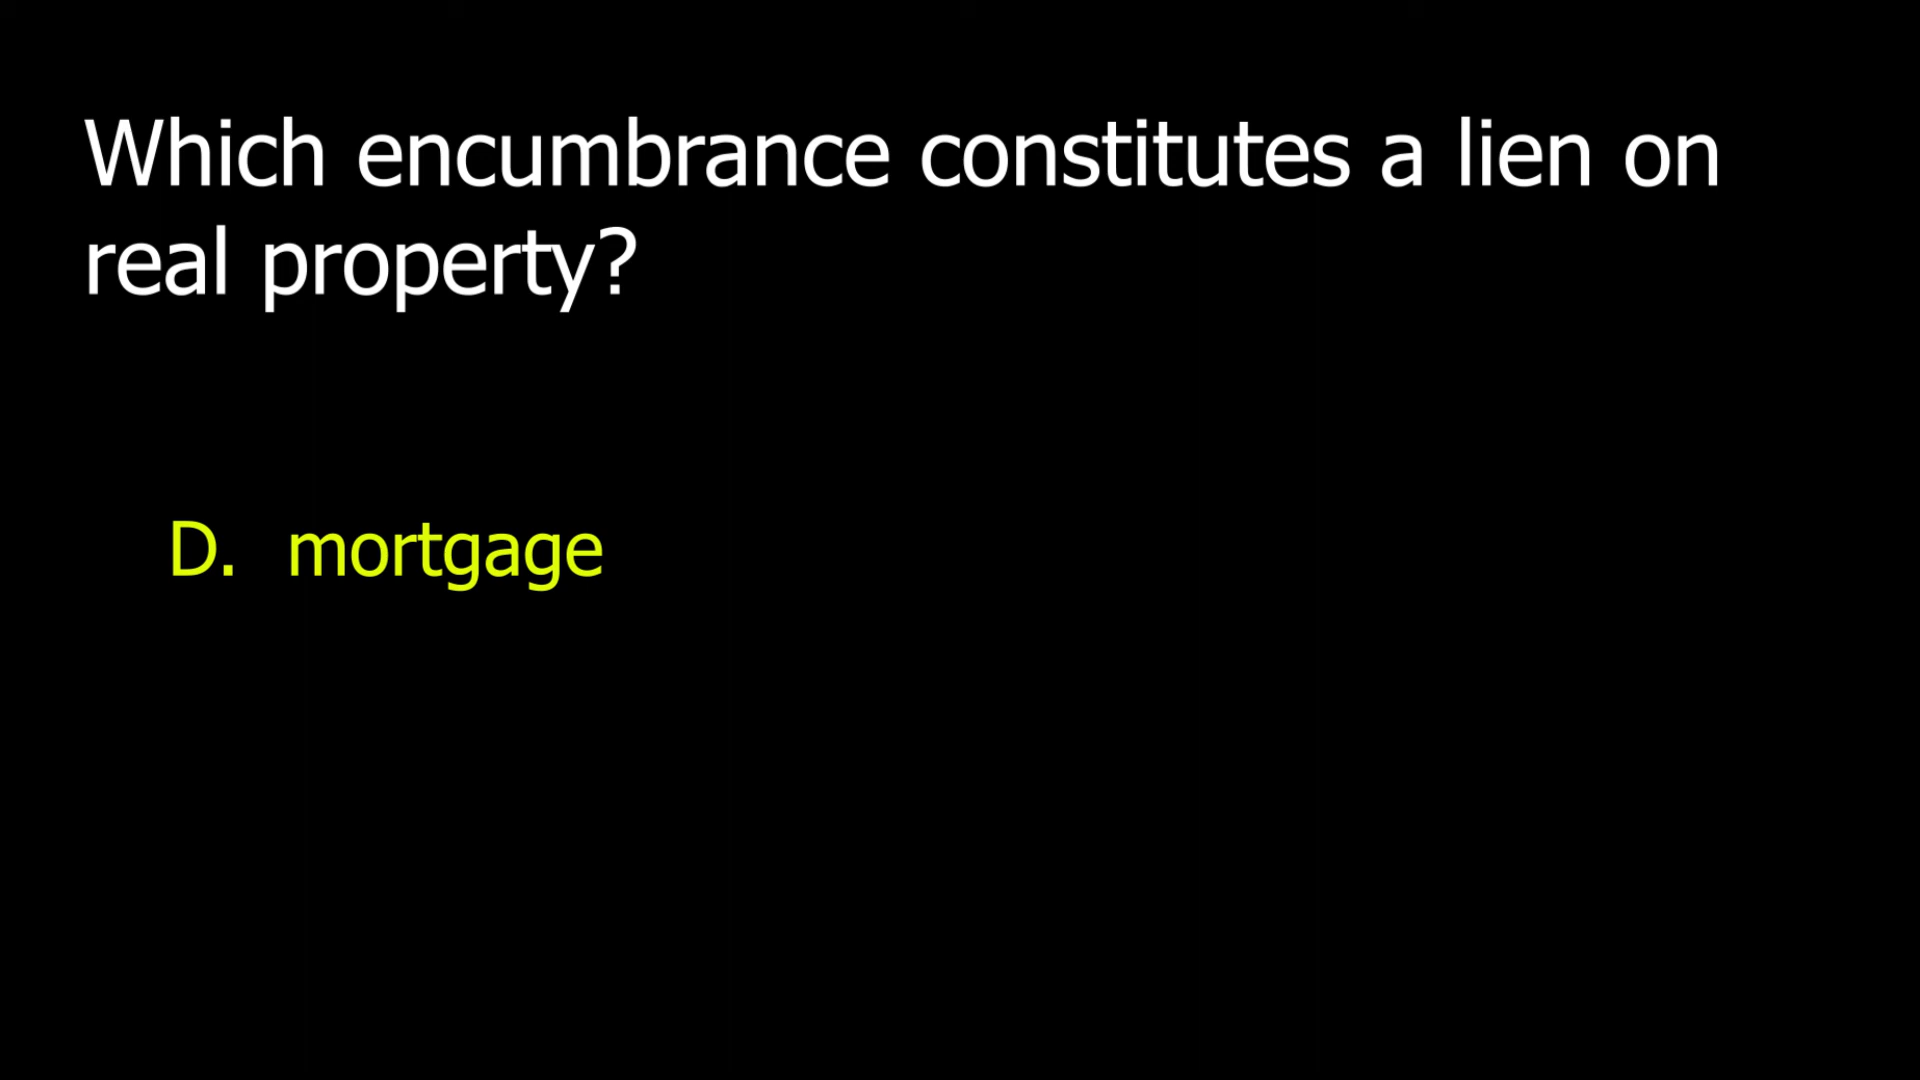 Which encumbrance constitutes a lien on
real property?
D. mortgage